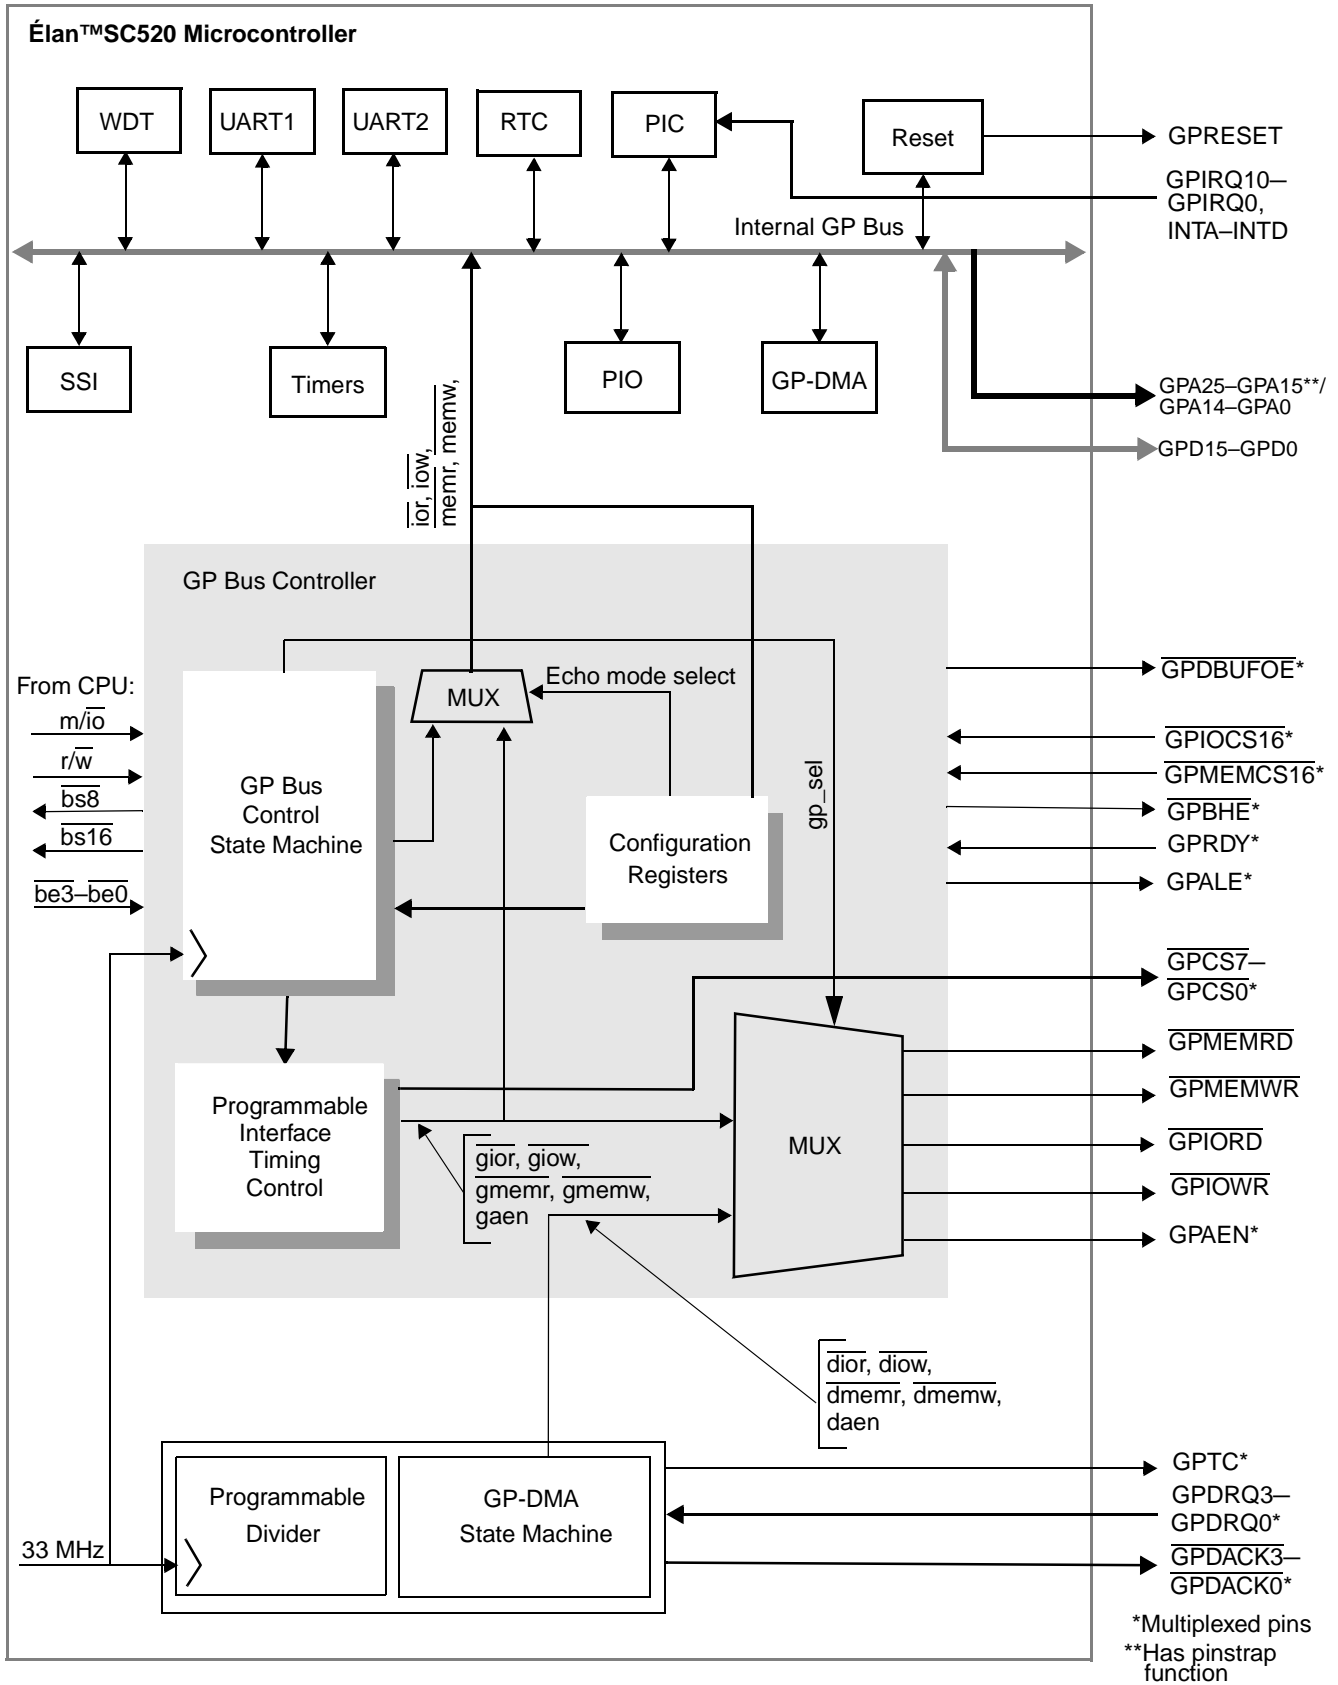 Élan™SC520 Microcontroller
WDT
UART1
UART2
RTC
PIC
Reset
GPRESET
GPIRQ10–
GPIRQ0,
INTA–INTD
Internal GP Bus
SSI
Timers
PIO
GP-DMA
GPA25–GPA15**/
GPA14–GPA0
GPD15–GPD0
ior, iow,
memr, memw,
GP Bus Controller
From CPU:
m/io
r/w
bs8
bs16
be3–be0
GP Bus
Control
State Machine
MUX
Echo mode select
gp_sel
Configuration
Registers
GPDBUFOE*
GPIOCS16*
GPMEMCS16*
GPBHE*
GPRDY*
GPALE*
GPCS7–
GPCS0*
GPMEMRD
GPMEMWR
GPIORD
GPIOWR
GPAEN*
Programmable
Interface
Timing
Control
gior, giow,
gmemr, gmemw,
gaen
MUX
dior, diow,
dmemr, dmemw,
daen
33 MHz
Programmable
Divider
GP-DMA
State Machine
GPTC*
GPDRQ3–
GPDRQ0*
GPDACK3–
GPDACK0*
*Multiplexed pins
**Has pinstrap
function